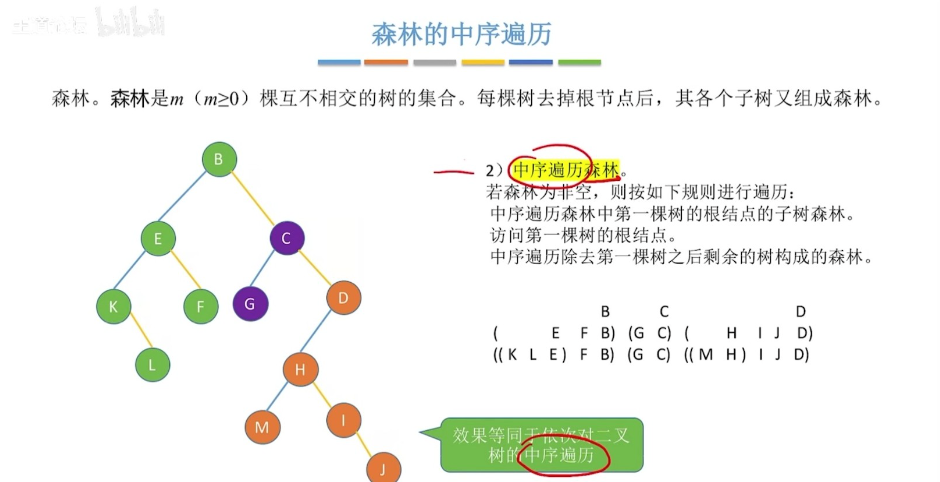 森林的中序遍历
森林。森林是m（m≥0）棵互不相交的树的集合。每棵树去掉根节点后，其各个子树又组成森林。
B
E
C
K
F
G
D
L
H
M
I
J
2）中序遍历森林。
若森林为非空，则按如下规则进行遍历：
中序遍历森林中第一棵树的根结点的子树森林。
访问第一棵树的根结点。
中序遍历除去第一棵树之后剩余的树构成的森林。
B C D
( E F B) (G C) ( H I J D)
(( K L E ) F B) (G C) (( M H ) I J D)
效果等同于依次对二叉
树的中序遍历